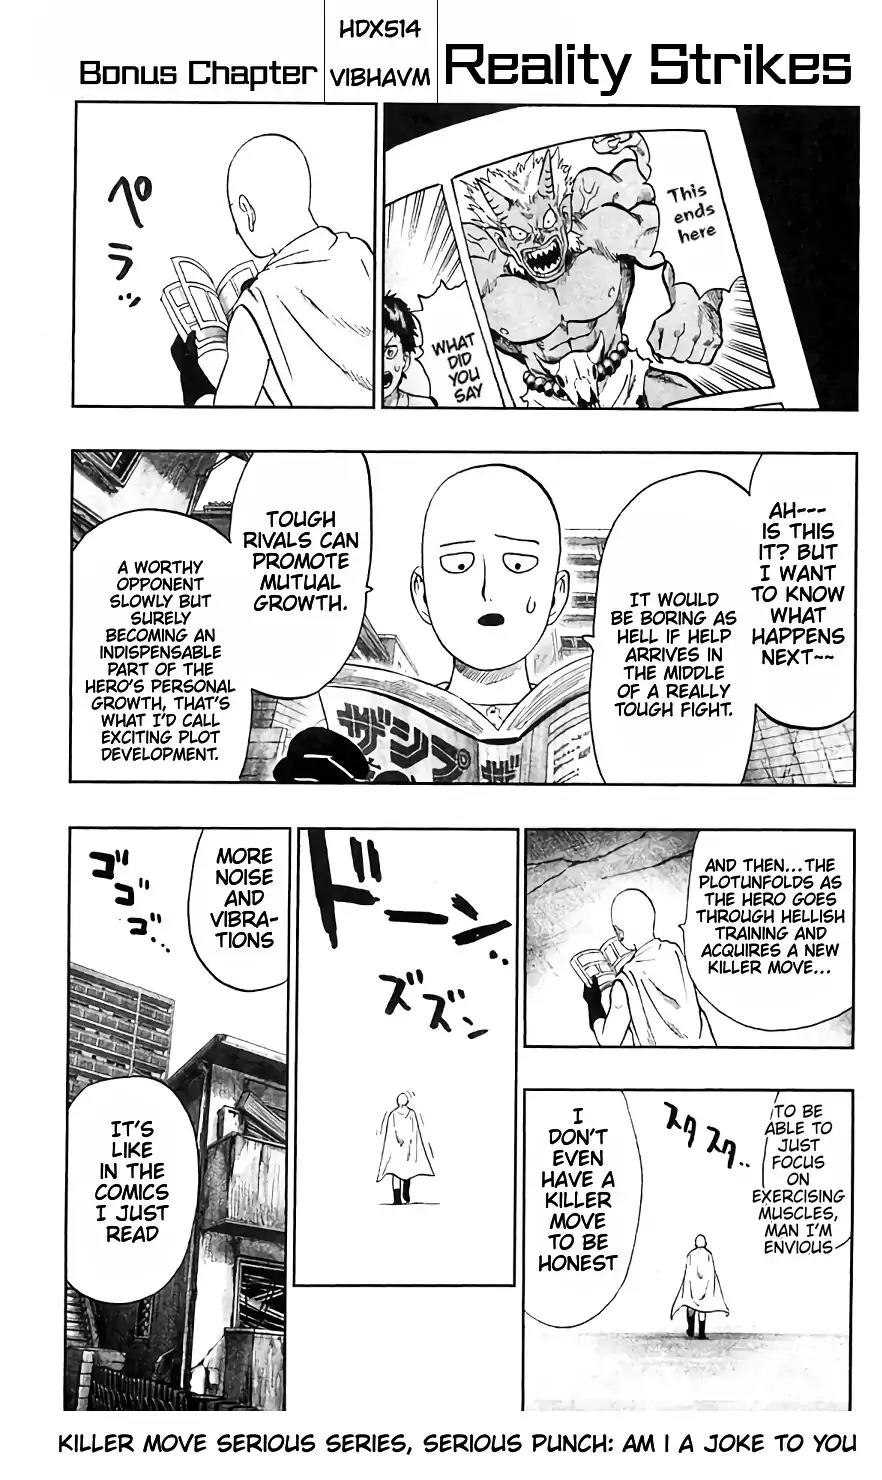 Bonus Chapter
HDX514
VIBHAVM
Reality Strikes
This
ends
here
WHAT
DID
YOU
SAY
ペラッ
AH---
IS THIS
IT? BUT
I WANT
TO KNOW
WHAT
HAPPENS
NEXT~~
IT WOULD
BE BORING AS
HELL IF HELP
ARRIVES IN
THE MIDDLE
OF A REALLY
TOUGH FIGHT.
TOUGH
RIVALS CAN
PROMOTE
MUTUAL
GROWTH.
A WORTHY
OPPONENT
SLOWLY BUT
SURELY
BECOMING AN
INDISPENSABLE
PART OF THE
HERO'S PERSONAL
GROWTH, THAT'S
WHAT I'D CALL
EXCITING PLOT
DEVELOPMENT.
ザンプ
ザ
AND THEN...THE
PLOTUNFOLDS AS
THE HERO GOES
THROUGH HELLISH
TRAINING AND
ACQUIRES A NEW
KILLER MOVE...
TO BE
ABLE TO
JUST
FOCUS
ON
EXERCISING
MUSCLES,
MAN I'M
ENVIOUS
スタスタ..
I
DON'T
EVEN
HAVE A
KILLER
MOVE
TO BE
HONEST
ドーン
ズズン..
MORE
NOISE
AND
VIBRA-
TIONS
ゴゴゴ..
IT'S
LIKE
IN THE
COMICS
I JUST
READ
KILLER MOVE SERIOUS SERIES, SERIOUS PUNCH: AM I A JOKE TO YOU